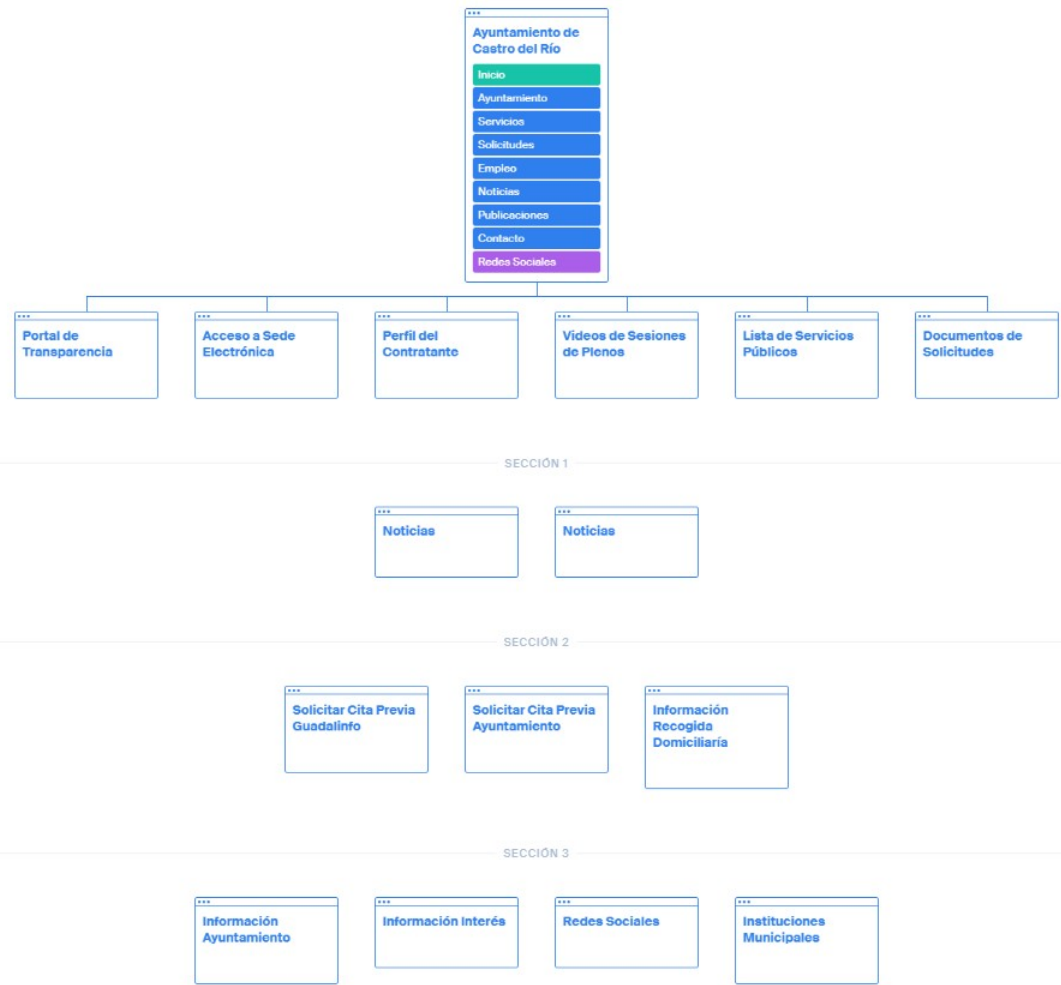 Ayuntamiento de
Castro del Río
Inicio
Ayuntamiento
Servicios
Solicitudes
Empleo
Noticias
Publicaciones
Contacto
Redes Sociales
Portal de
Transparencia
Acceso a Sede
Electrónica
Perfil del
Contratante
Videos de Sesiones
de Plenos
Lista de Servicios
Públicos
Documentos de
Solicitudes
SECCIÓN 1
Noticias
Noticias
SECCIÓN 2
Solicitar Cita Previa
Guadalinfo
Solicitar Cita Previa
Ayuntamiento
Información
Recogida
Domiciliaría
SECCIÓN 3
Información
Ayuntamiento
Información Interés
Redes Sociales
Instituciones
Municipales